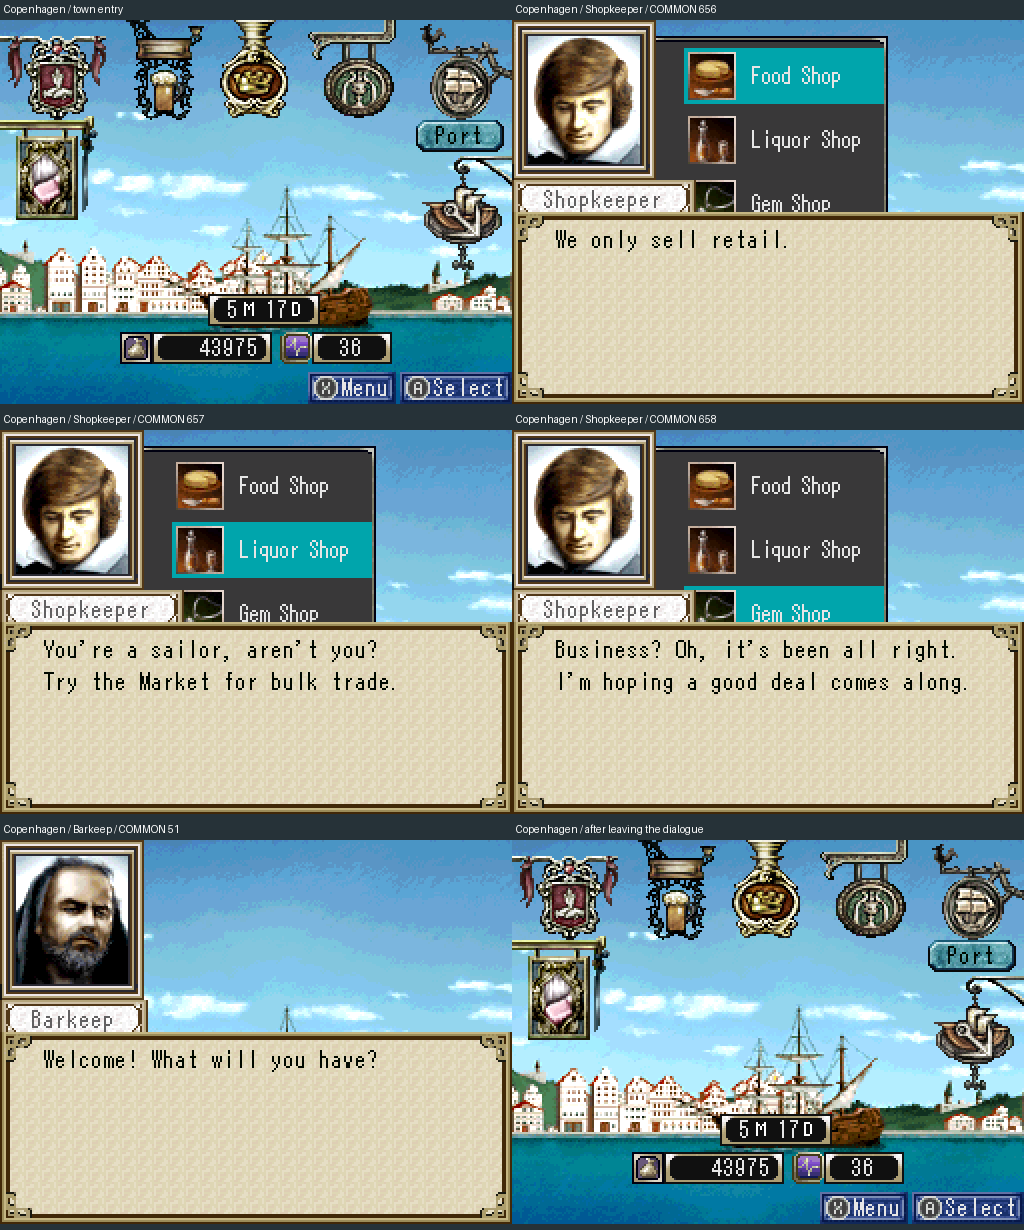 Copenhagen / town entry
Port
5 M 17 D
43975
36
X Menu
A Select
Copenhagen / Shopkeeper / COMMON 656
Food Shop
Liquor Shop
Gem Shop
Shopkeeper
We only sell retail.
Copenhagen / Shopkeeper / COMMON 657
Food Shop
Liquor Shop
Gem Shop
Shopkeeper
You're a sailor, aren't you?
Try the Market for bulk trade.
Copenhagen / Shopkeeper / COMMON 658
Food Shop
Liquor Shop
Gem Shop
Shopkeeper
Business? Oh, it's been all right.
I'm hoping a good deal comes along.
Copenhagen / Barkeep / COMMON 51
Barkeep
Welcome! What will you have?
Copenhagen / after leaving the dialogue
Port
5 M 17 D
43975
36
X Menu
A Select